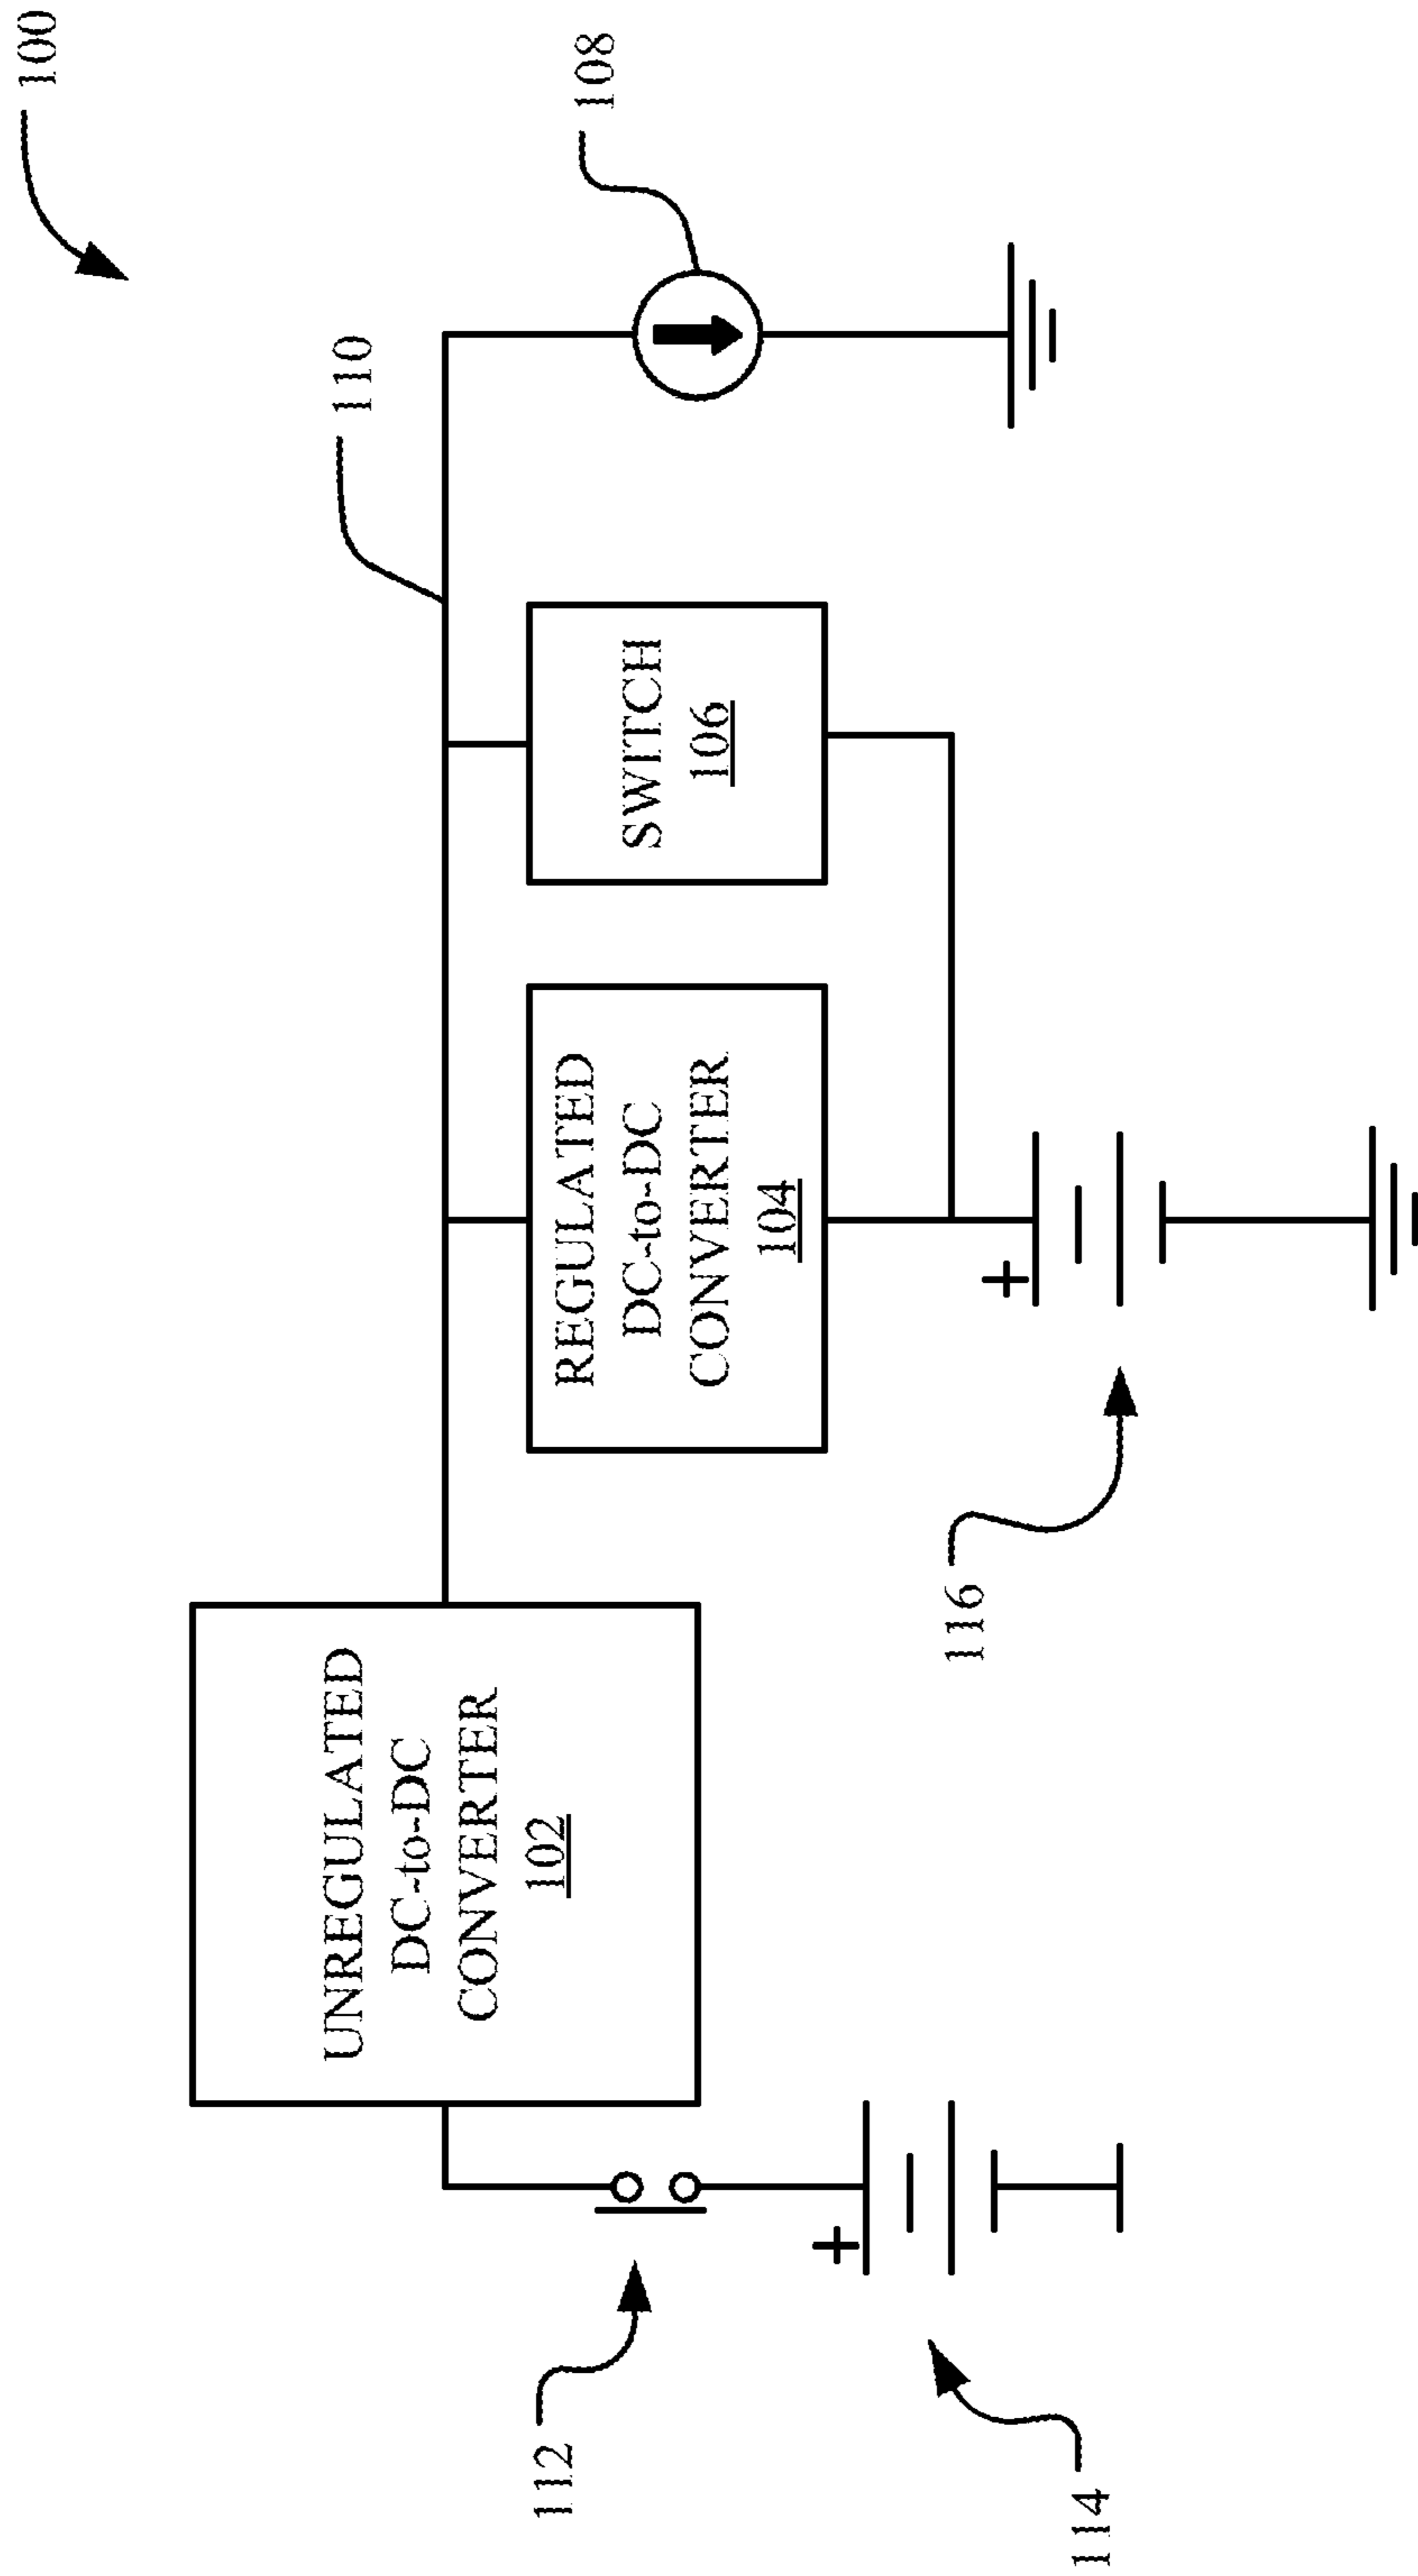 100
108
110
SWITCH
106
REGULATED
DC-to-DC
CONVERTER
104
UNREGULATED
DC-to-DC
CONVERTER
102
116
+
+
112
114